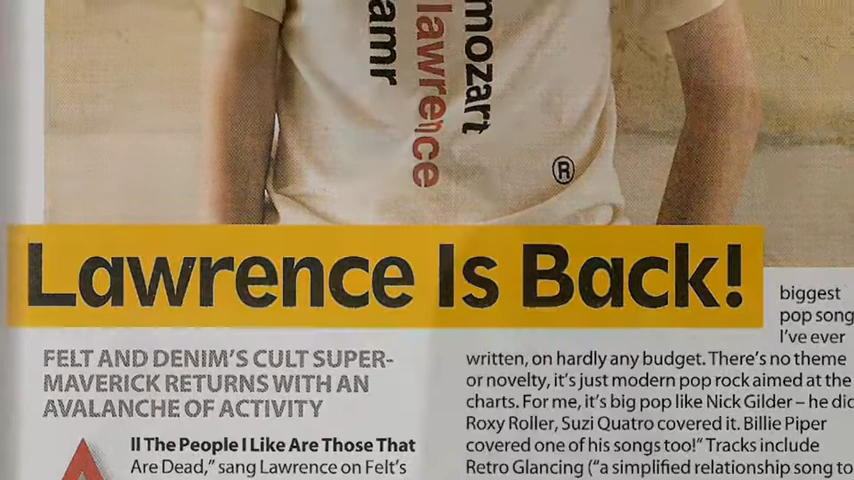 amr
lawrence
mozart
®
Lawrence Is Back!
FELT AND DENIM'S CULT SUPER-
MAVERICK RETURNS WITH AN
AVALANCHE OF ACTIVITY
A
ll The People I Like Are Those That
Are Dead,” sang Lawrence on Felt's
biggest
pop song
I've ever
written, on hardly any budget. There's no theme
or novelty, it's just modern pop rock aimed at the
charts. For me, it's big pop like Nick Gilder – he did
Roxy Roller, Suzi Quatro covered it. Billie Piper
covered one of his songs too!” Tracks include
Retro Glancing (“a simplified relationship song to